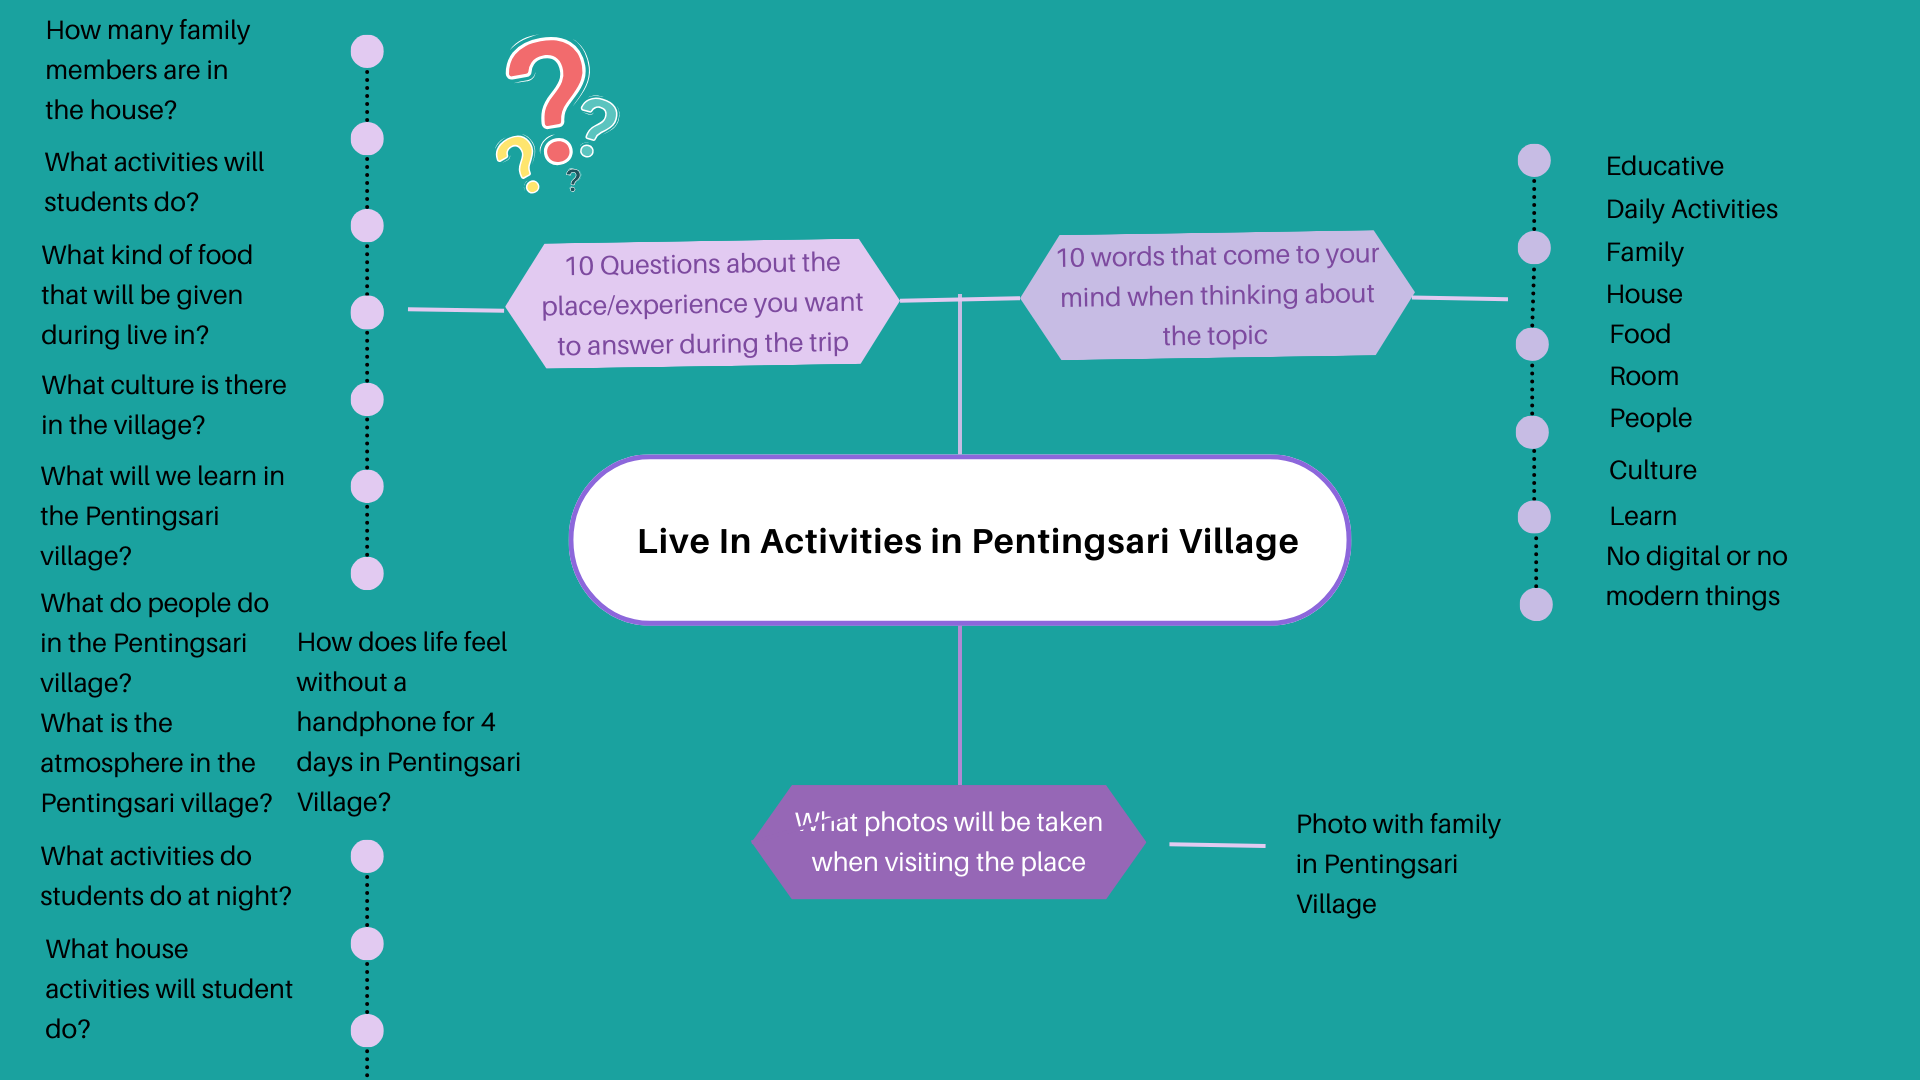 How many family
members are in
the house?
What activities will
students do?
What kind of food
that will be given
during live in?
What culture is there
in the village?
What will we learn in
the Pentingsari
village?
What do people do
in the Pentingsari
village?
What is the
atmosphere in the
Pentingsari village?
How does life feel
without a
handphone for 4
days in Pentingsari
Village?
What activities do
students do at night?
What house
activities will student
do?
? ? ? ?
10 Questions about the
place/experience you want
to answer during the trip
10 words that come to your
mind when thinking about
the topic
Educative
Daily Activities
Family
House
Food
Room
People
Culture
Learn
No digital or no
modern things
Live In Activities in Pentingsari Village
What photos will be taken
when visiting the place
Photo with family
in Pentingsari
Village